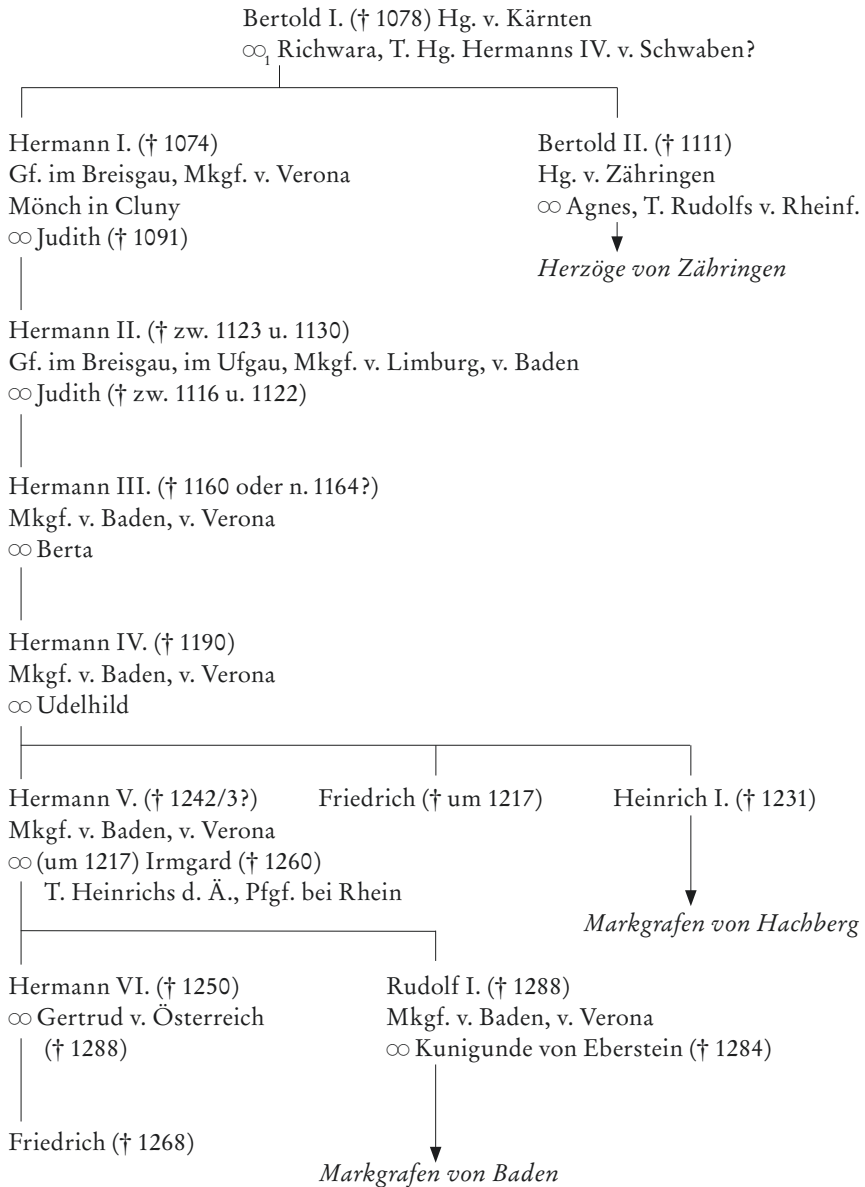 Bertold I. († 1078) Hg. v. Kärnten
∞₁ Richwara, T. Hg. Hermanns IV. v. Schwaben?
Hermann I. († 1074)
Gf. im Breisgau, Mkgf. v. Verona
Mönch in Cluny
∞ Judith († 1091)
Bertold II. († 1111)
Hg. v. Zähringen
∞ Agnes, T. Rudolfs v. Rheinf.
Herzöge von Zähringen
Hermann II. († zw. 1123 u. 1130)
Gf. im Breisgau, im Ufgau, Mkgf. v. Limburg, v. Baden
∞ Judith († zw. 1116 u. 1122)
Hermann III. († 1160 oder n. 1164?)
Mkgf. v. Baden, v. Verona
∞ Berta
Hermann IV. († 1190)
Mkgf. v. Baden, v. Verona
∞ Udelhild
Hermann V. († 1242/3?)
Mkgf. v. Baden, v. Verona
∞ (um 1217) Irmgard († 1260)
T. Heinrichs d. Ä., Pfgf. bei Rhein
Friedrich († um 1217)
Heinrich I. († 1231)
Markgrafen von Hachberg
Hermann VI. († 1250)
∞ Gertrud v. Österreich
(† 1288)
Rudolf I. († 1288)
Mkgf. v. Baden, v. Verona
∞ Kunigunde von Eberstein († 1284)
Friedrich († 1268)
Markgrafen von Baden